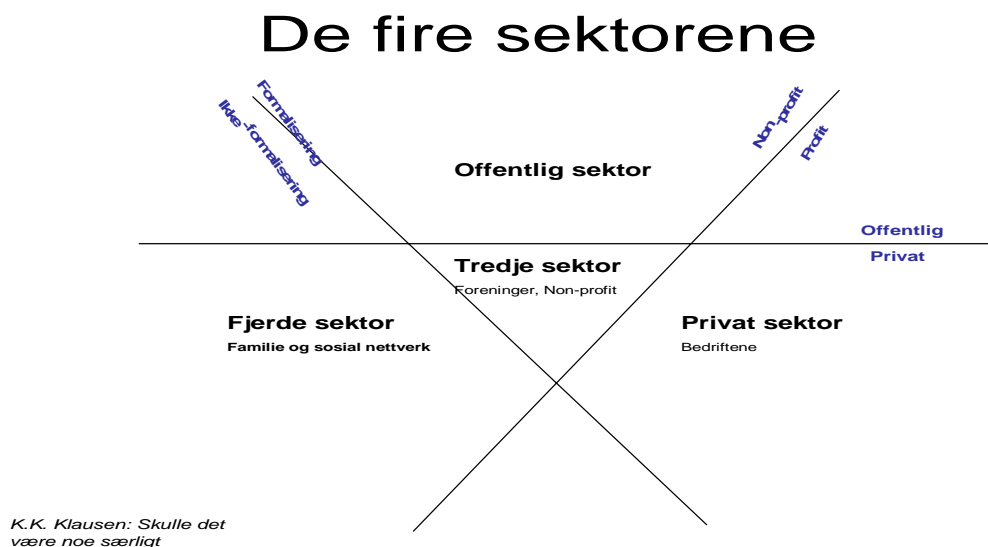 De fire sektorene
Formalisering
Ikke-formalisering
Non-profit
Profit
Offentlig sektor
Offentlig
Privat
Tredje sektor
Foreninger, Non-profit
Fjerde sektor
Familie og sosial nettverk
Privat sektor
Bedriftene
K.K. Klausen: Skulle det
være noe særligt